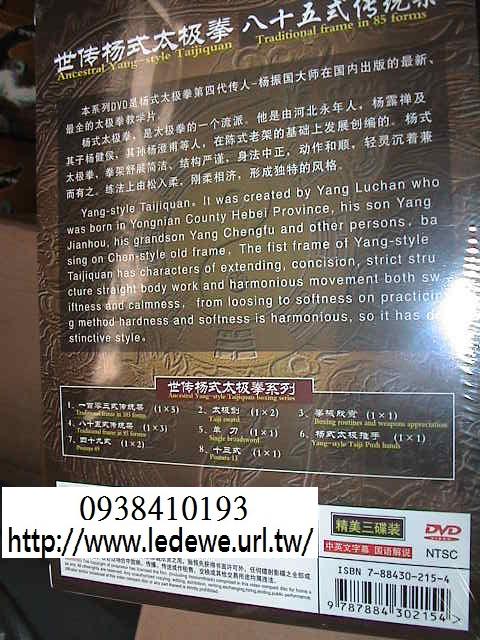 世传杨式太极拳 八十五式传统架
Ancestral Yang-style Taijiquan Traditional frame in 85 forms
本系列DVD是杨式太极拳第四代传人-杨振国大师在国内出版的最新、
最全的太极拳教学片。
杨式太极拳，是太极拳的一个流派。他是由河北永年人，杨露禅及
其子杨健侯、其孙杨澄甫等人，在陈式老架的基础上发展创编的。杨式
太极拳，拳架舒展简洁、结构严谨，身法中正，动作和顺，轻灵沉着兼
而有之。练法上由松入柔，刚柔相济，形成独特的风格。
Yang-style Taijiquan。It was created by Yang Luchan who
was born in Yongnian County Hebei Province, his son Yang
Jianhou, his grandson Yang Chengfu and other persons, ba
sing on Chen-style old frame, The fist frame of Yang-style
Taijiquan has characters of extending, concision, strict stru
cture straight body work and harmonious movement both sw
iftness and calmness， from loosing to softness on practicin
g method hardness and softness is harmonious, so it has d
stinctive style。
世传杨式太极拳系列
Ancestral Yang-style Taijiquan boxing series
1、一百零三式传统架 (1×3) 2、太极剑 (1×2) 3、拳械欣赏 (1×1)
Traditional frame in 103 forms Taiji sword Boxing routines and weapons appreciation
4、八十五式传统架 (1×3) 5、单刀 (1×1) 6、杨式太极推手 (1×1)
Traditional frame in 85 forms Single broadsword Yang-style Taiji Push hands
7、四十九式 (1×2) 8、十三式 (1×1)
Postures 49 Postures 13
0938410193
http://www.ledewe.url.tw/
精美三碟装
中英文字幕 国语解说
DVD
VIDEO
NTSC
ISBN 7-88430-215-4
9 787884 302154